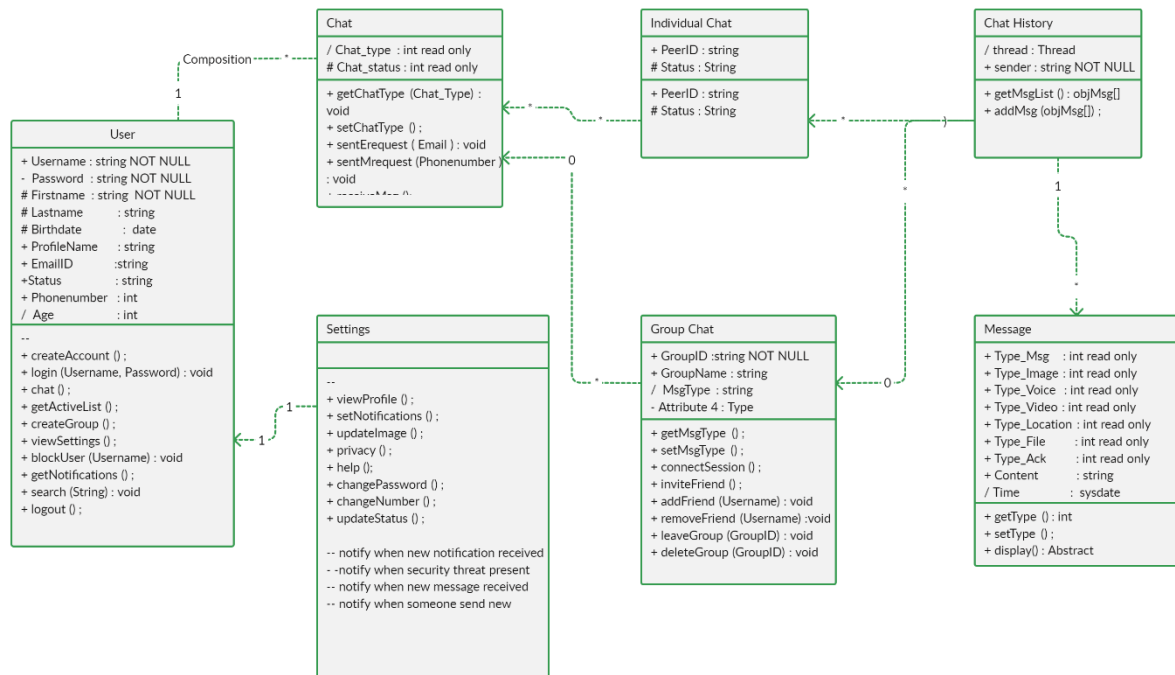 Chat
/ Chat_type : int read only
# Chat_status : int read only
+ getChatType (Chat_Type) :
void
+ setChatType () ;
+ sentErequest ( Email ) : void
+ sentMrequest (Phonenumber )
: void
Individual Chat
+ PeerID : string
# Status : String
+ PeerID : string
# Status : String
Chat History
/ thread : Thread
+ sender : string NOT NULL
+ getMsgList () : objMsg[]
+ addMsg (objMsg[]) ;
Composition
*
1
*
*
*
)
0
*
1
*
*
0
1
1
User
+ Username : string NOT NULL
- Password : string NOT NULL
# Firstname : string NOT NULL
# Lastname : string
# Birthdate : date
+ ProfileName : string
+ EmailID :string
+Status : string
+ Phonenumber : int
/ Age : int
--
+ createAccount () ;
+ login (Username, Password) : void
+ chat () ;
+ getActiveList () ;
+ createGroup () ;
+ viewSettings () ;
+ blockUser (Username) : void
+ getNotifications () ;
+ search (String) : void
+ logout () ;
Settings
--
+ viewProfile () ;
+ setNotifications () ;
+ updateImage () ;
+ privacy () ;
+ help ();
+ changePassword () ;
+ changeNumber () ;
+ updateStatus () ;
-- notify when new notification received
- -notify when security threat present
-- notify when new message received
-- notify when someone send new
Group Chat
+ GroupID :string NOT NULL
+ GroupName : string
/ MsgType : string
- Attribute 4 : Type
+ getMsgType () ;
+ setMsgType () ;
+ connectSession () ;
+ inviteFriend () ;
+ addFriend (Username) : void
+ removeFriend (Username) :void
+ leaveGroup (GroupID) : void
+ deleteGroup (GroupID) : void
Message
+ Type_Msg : int read only
+ Type_Image : int read only
+ Type_Voice : int read only
+ Type_Video : int read only
+ Type_Location : int read only
+ Type_File : int read only
+ Type_Ack : int read only
+ Content : string
/ Time : sysdate
+ getType () : int
+ setType () ;
+ display() : Abstract